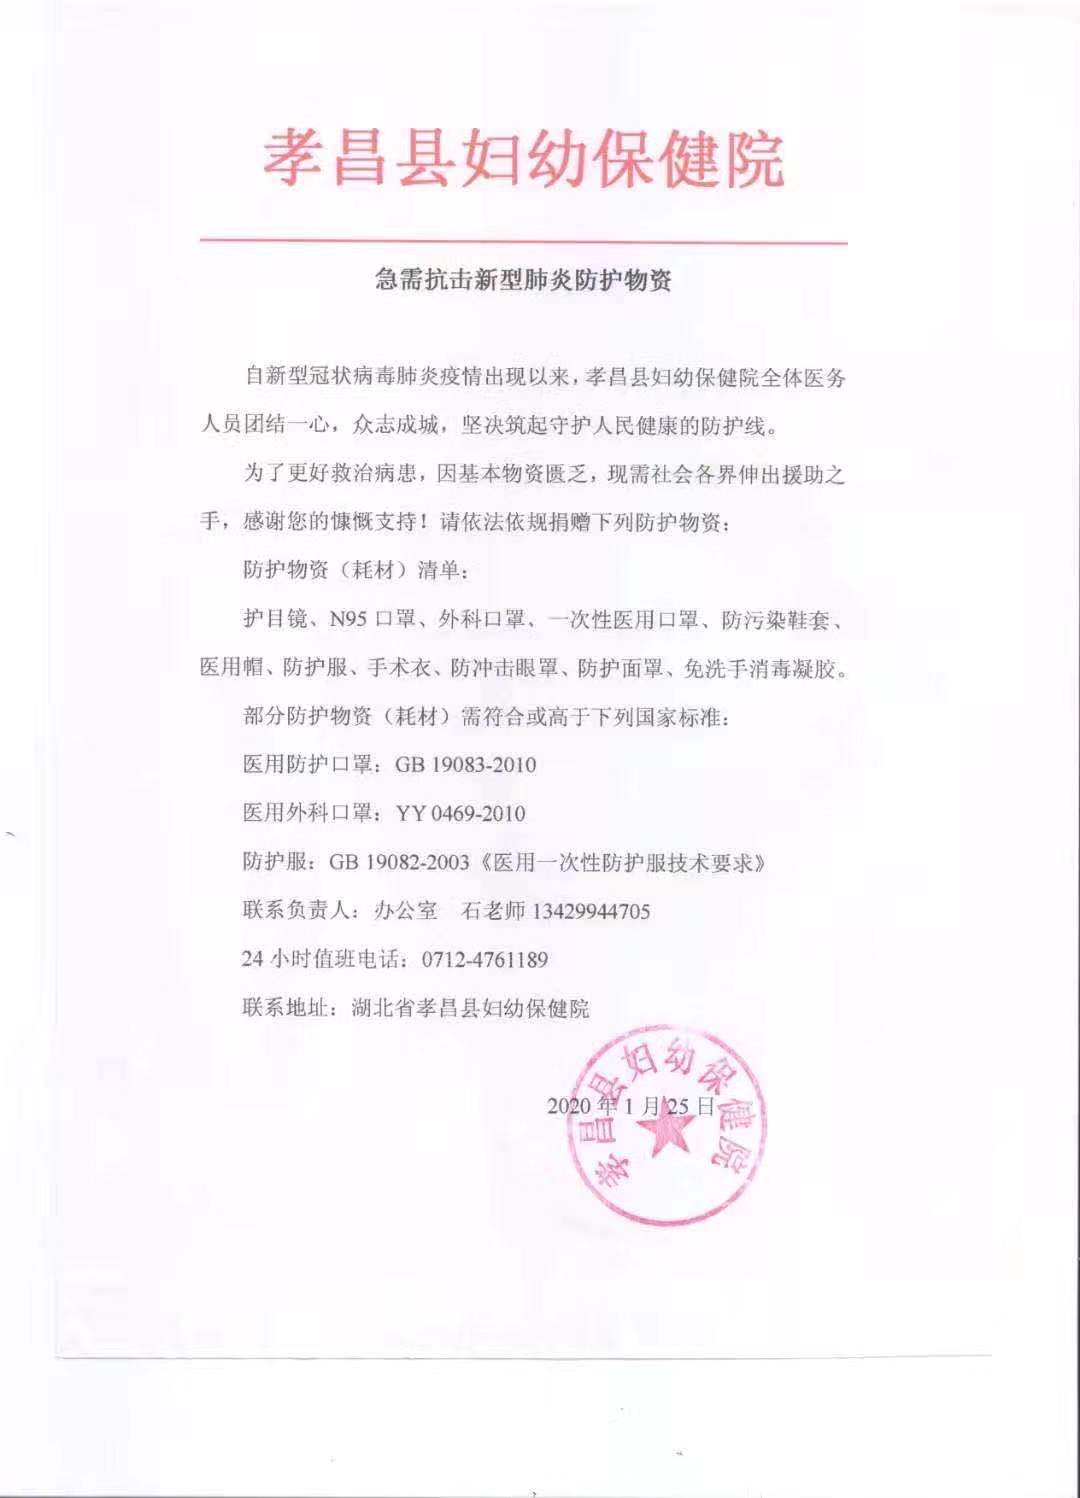 孝昌县妇幼保健院
急需抗击新型肺炎防护物资
自新型冠状病毒肺炎疫情出现以来，孝昌县妇幼保健院全体医务
人员团结一心，众志成城，坚决筑起守护人民健康的防护线。
为了更好救治病患，因基本物资匮乏，现需社会各界伸出援助之
手，感谢您的慷慨支持！请依法依规捐赠下列防护物资：
防护物资（耗材）清单：
护目镜、N95 口罩、外科口罩、一次性医用口罩、防污染鞋套、
医用帽、防护服、手术衣、防冲击眼罩、防护面罩、免洗手消毒凝胶。
部分防护物资（耗材）需符合或高于下列国家标准：
医用防护口罩：GB 19083-2010
医用外科口罩：YY 0469-2010
防护服：GB 19082-2003《医用一次性防护服技术要求》
联系负责人：办公室 石老师 13429944705
24 小时值班电话：0712-4761189
联系地址：湖北省孝昌县妇幼保健院
2020 年 1 月 25 日
孝昌县妇幼保健院